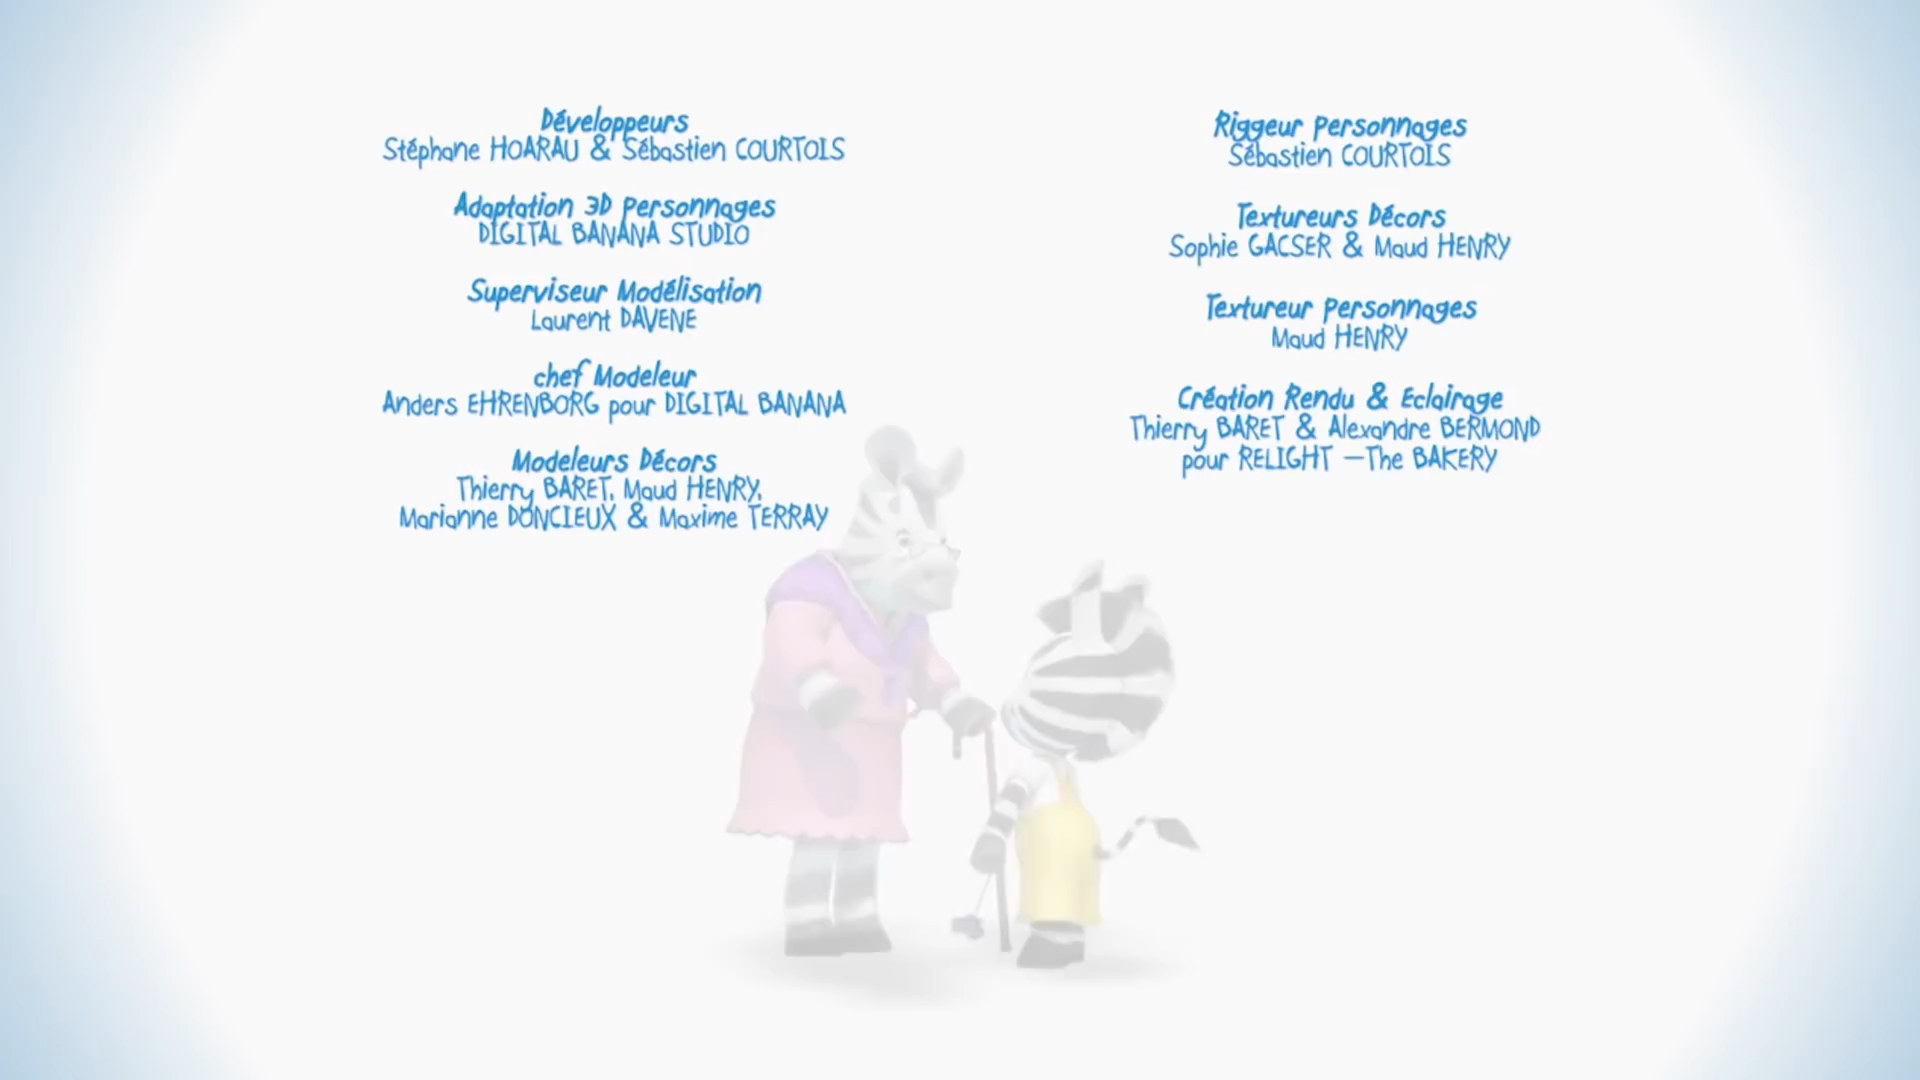 Développeurs
Stéphane HOARAU & Sébastien COURTOIS
Adaptation 3D Personnages
DIGITAL BANANA STUDIO
Superviseur Modélisation
Laurent DAVENE
chef Modeleur
Anders EHRENBORG pour DIGITAL BANANA
Modeleurs Décors
Thierry BARET, Maud HENRY,
Marianne DONCIEUX & Maxime TERRAY
Riggeur Personnages
Sébastien COURTOIS
Textureurs Décors
Sophie GACSER & Maud HENRY
Textureur Personnages
Maud HENRY
Création Rendu & Eclairage
Thierry BARET & Alexandre BERMOND
pour RELIGHT –The BAKERY